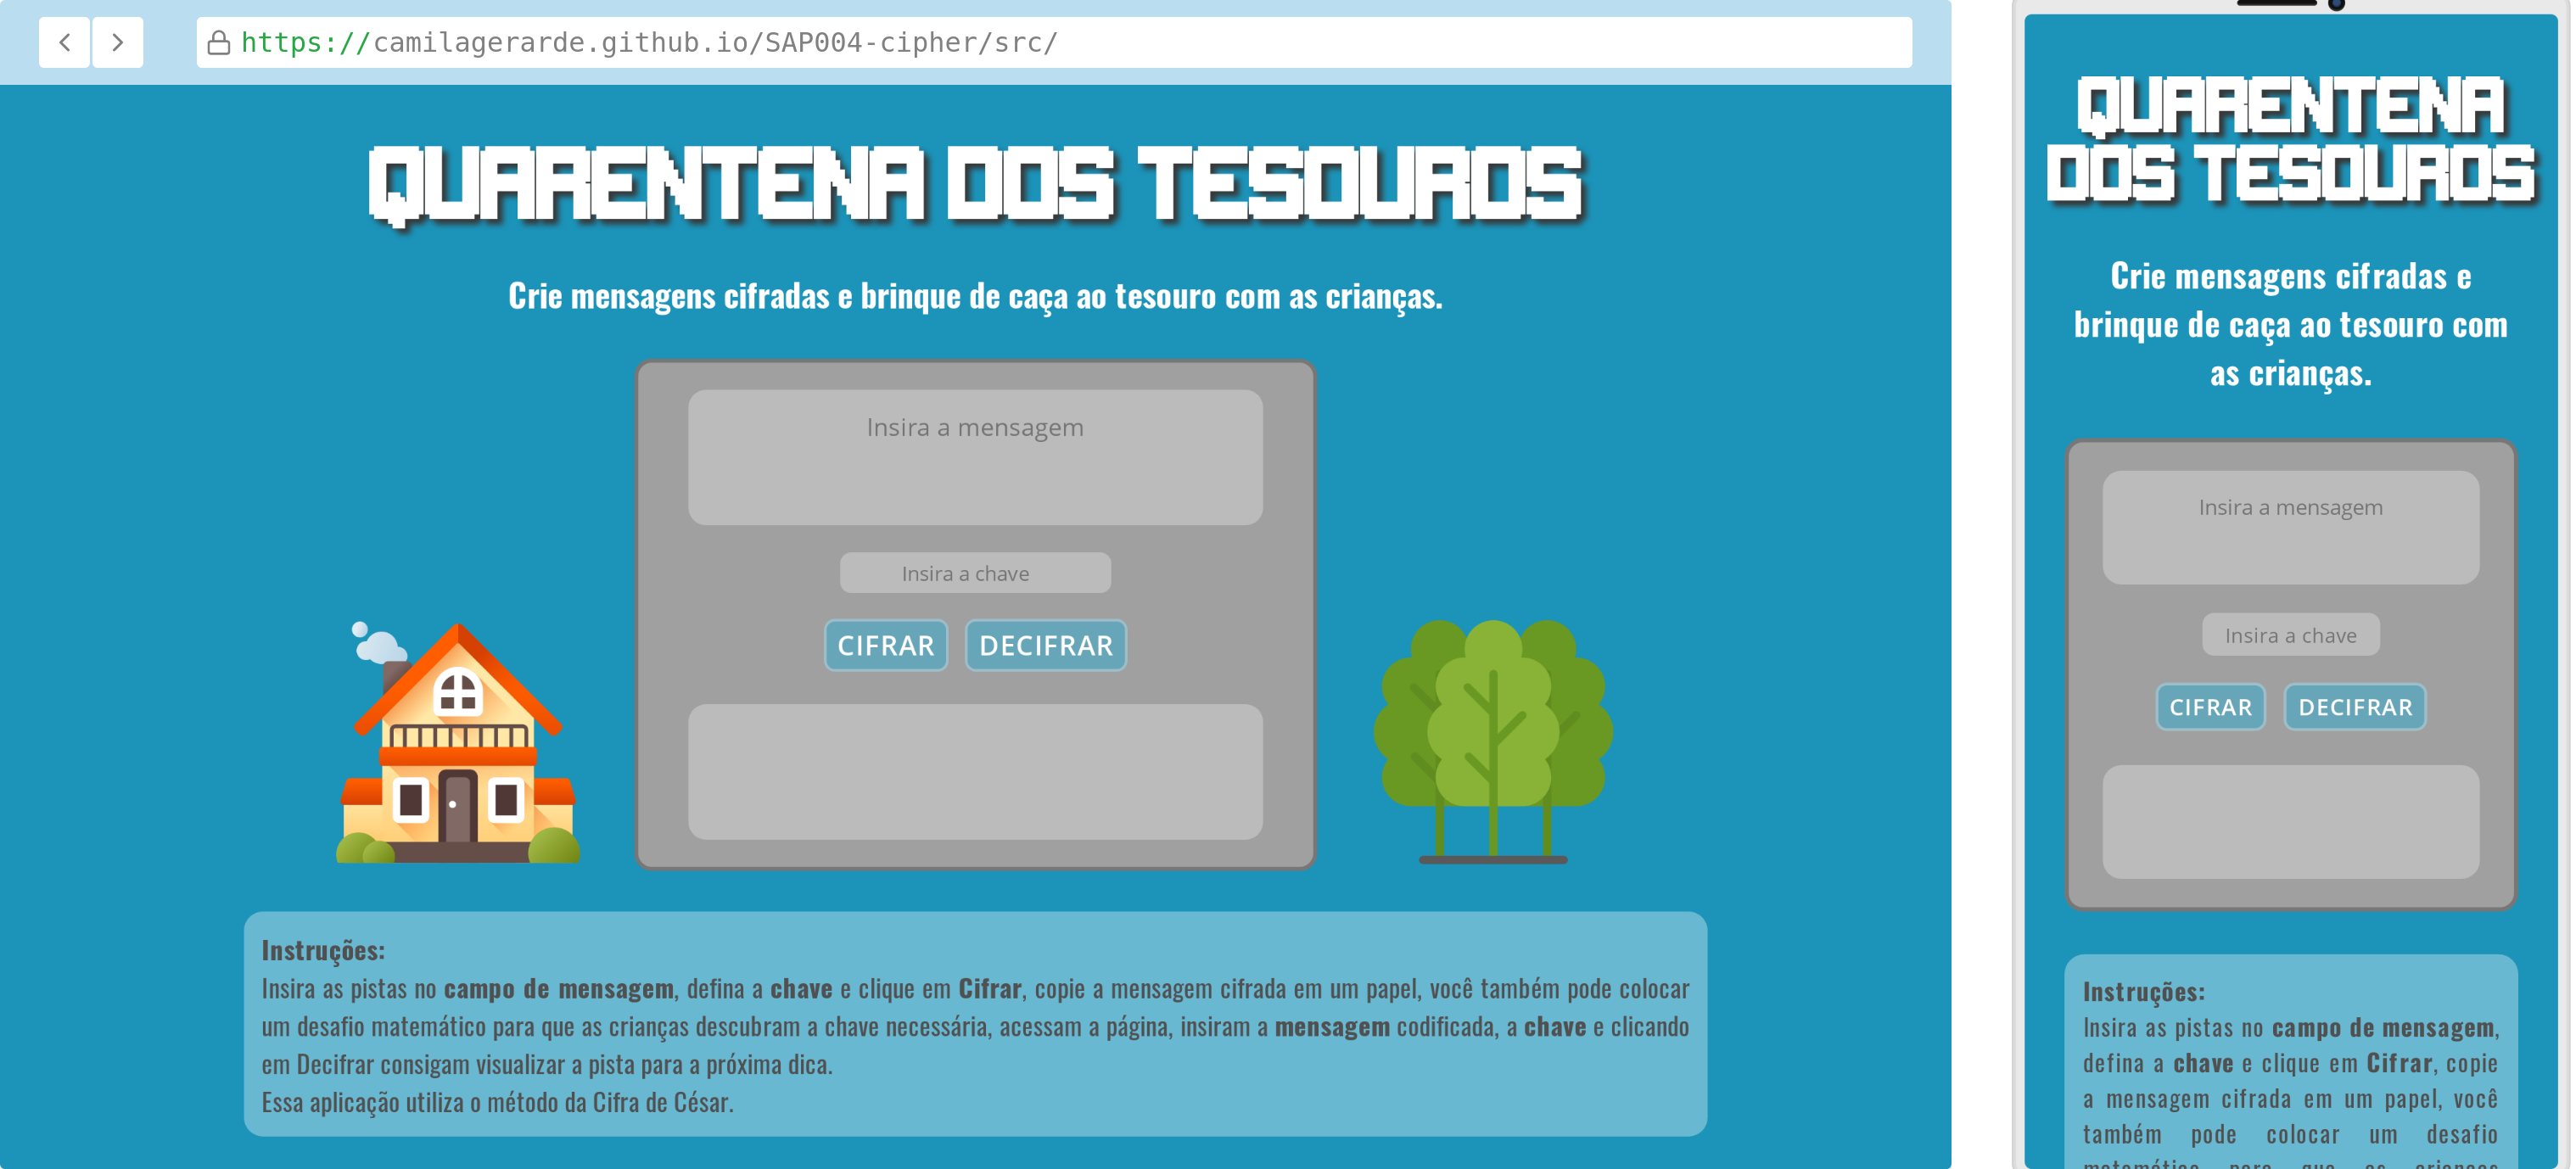 https://camilagerarde.github.io/SAP004-cipher/src/
QUARENTENA DOS TESOUROS
Crie mensagens cifradas e brinque de caça ao tesouro com as crianças.
Insira a mensagem
Insira a chave
CIFRAR DECIFRAR
Instruções:
Insira as pistas no campo de mensagem, defina a chave e clique em Cifrar, copie a mensagem cifrada em um papel, você também pode colocar
um desafio matemático para que as crianças descubram a chave necessária, acessam a página, insiram a mensagem codificada, a chave e clicando
em Decifrar consigam visualizar a pista para a próxima dica.
Essa aplicação utiliza o método da Cifra de César.
QUARENTENA
DOS TESOUROS
Crie mensagens cifradas e
brinque de caça ao tesouro com
as crianças.
Insira a mensagem
Insira a chave
CIFRAR DECIFRAR
Instruções:
Insira as pistas no campo de mensagem,
defina a chave e clique em Cifrar, copie
a mensagem cifrada em um papel, você
também pode colocar um desafio
matemático para que as crianças